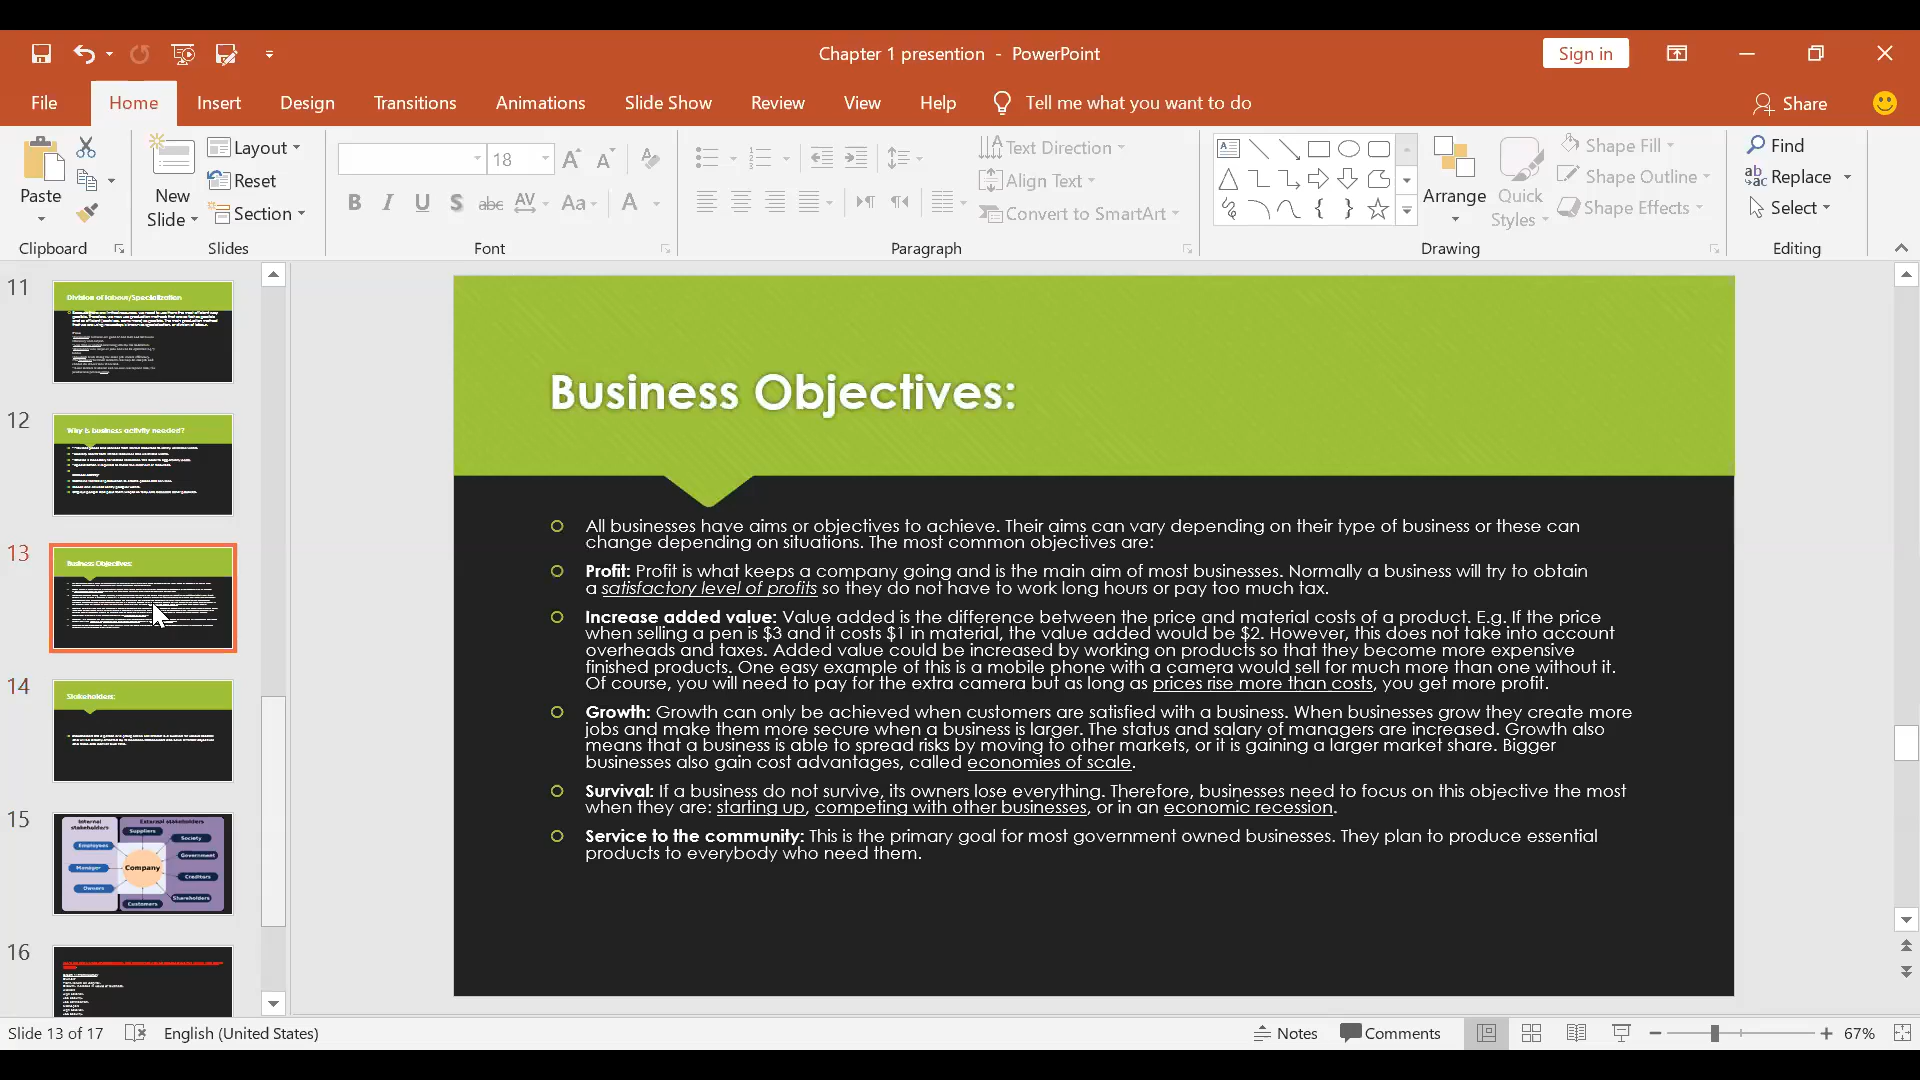 Chapter 1 presention - PowerPoint
Sign in
File Home Insert Design Transitions Animations Slide Show Review View Help Tell me what you want to do Share
Paste
Clipboard
New Slide
Layout
Reset
Section
Slides
18
B I U S abc AV Aa A
Font
Text Direction
Align Text
Convert to SmartArt
Paragraph
Arrange
Quick Styles
Shape Fill
Shape Outline
Shape Effects
Drawing
Find
Replace
Select
Editing
11
Division of labour/Specialization
12
Why is business activity needed?
13
Business Objectives:
14
Stakeholders:
15
Internal stakeholders
External stakeholders
Suppliers
Society
Employees
Government
Manager
Company
Creditors
Owners
Shareholders
Customers
16
Business Objectives:
All businesses have aims or objectives to achieve. Their aims can vary depending on their type of business or these can
change depending on situations. The most common objectives are:
Profit: Profit is what keeps a company going and is the main aim of most businesses. Normally a business will try to obtain
a satisfactory level of profits so they do not have to work long hours or pay too much tax.
Increase added value: Value added is the difference between the price and material costs of a product. E.g. If the price
when selling a pen is $3 and it costs $1 in material, the value added would be $2. However, this does not take into account
overheads and taxes. Added value could be increased by working on products so that they become more expensive
finished products. One easy example of this is a mobile phone with a camera would sell for much more than one without it.
Of course, you will need to pay for the extra camera but as long as prices rise more than costs, you get more profit.
Growth: Growth can only be achieved when customers are satisfied with a business. When businesses grow they create more
jobs and make them more secure when a business is larger. The status and salary of managers are increased. Growth also
means that a business is able to spread risks by moving to other markets, or it is gaining a larger market share. Bigger
businesses also gain cost advantages, called economies of scale.
Survival: If a business do not survive, its owners lose everything. Therefore, businesses need to focus on this objective the most
when they are: starting up, competing with other businesses, or in an economic recession.
Service to the community: This is the primary goal for most government owned businesses. They plan to produce essential
products to everybody who need them.
Slide 13 of 17
English (United States)
Notes
Comments
67%